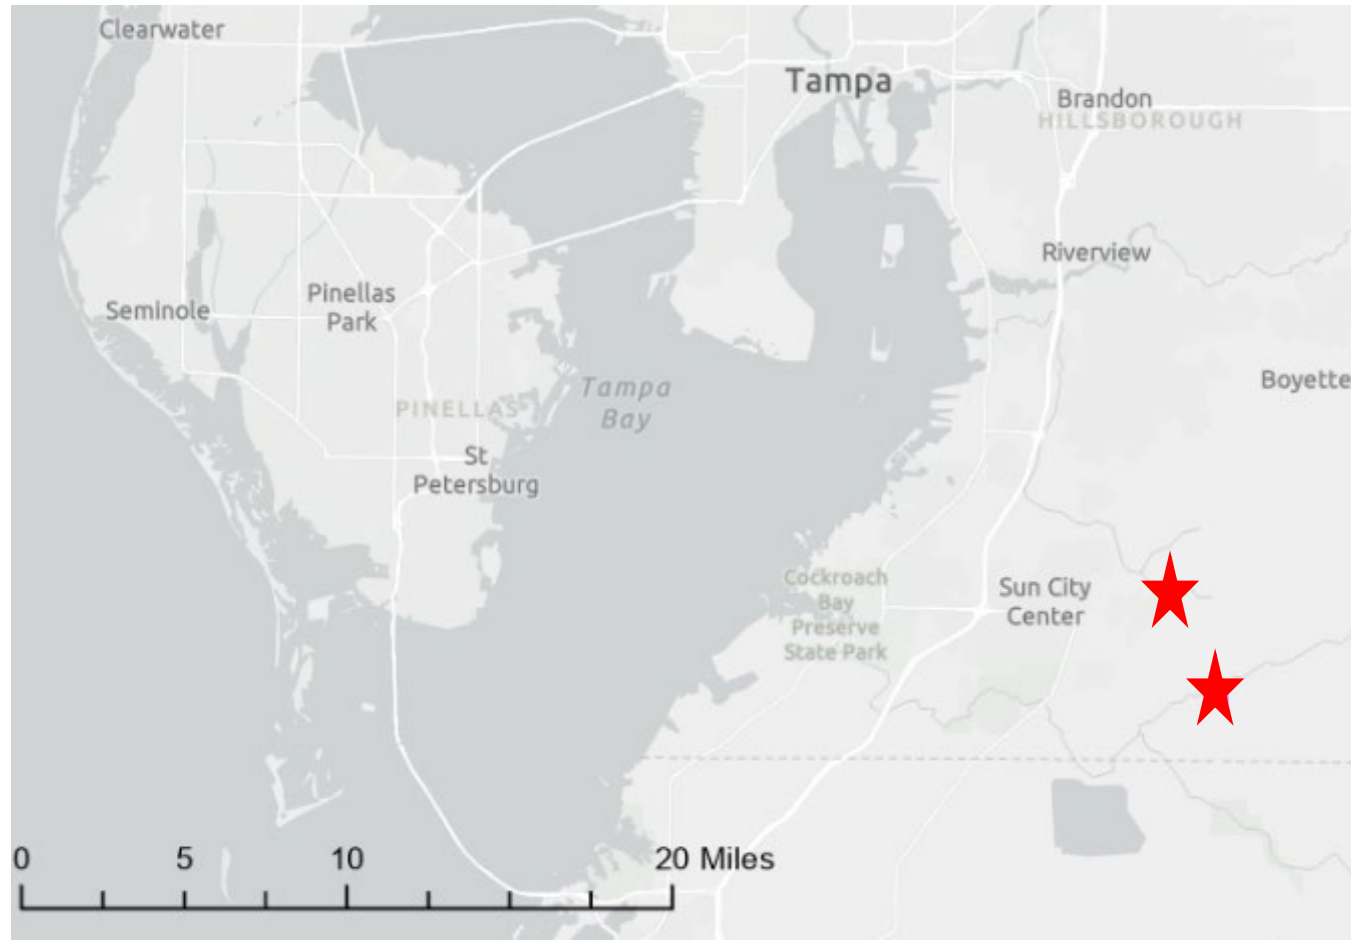 Clearwater
Tampa
Brandon
HILLSBOROUGH
Riverview
Seminole
Pinellas
Park
Boyette
Tampa
Bay
PINELLAS
St
Petersburg
Cockroach
Bay
Preserve
State Park
Sun City
Center
0 5 10 20 Miles